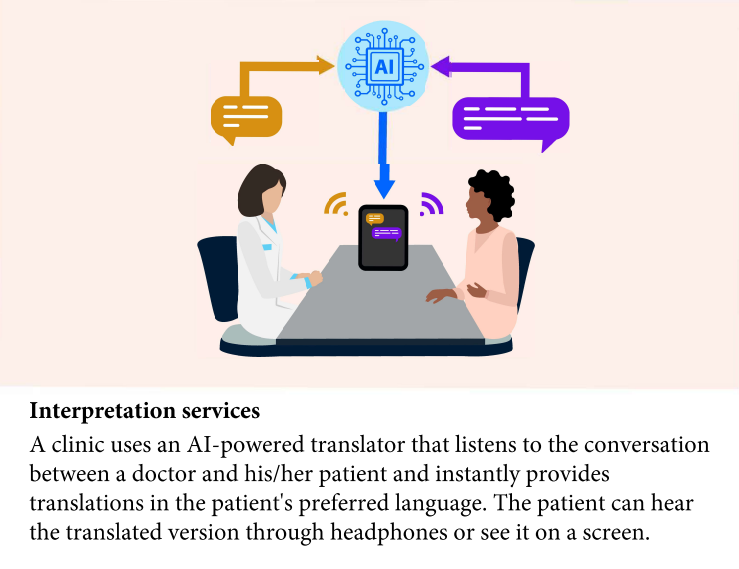 AI
Interpretation services
A clinic uses an AI-powered translator that listens to the conversation
between a doctor and his/her patient and instantly provides
translations in the patient's preferred language. The patient can hear
the translated version through headphones or see it on a screen.